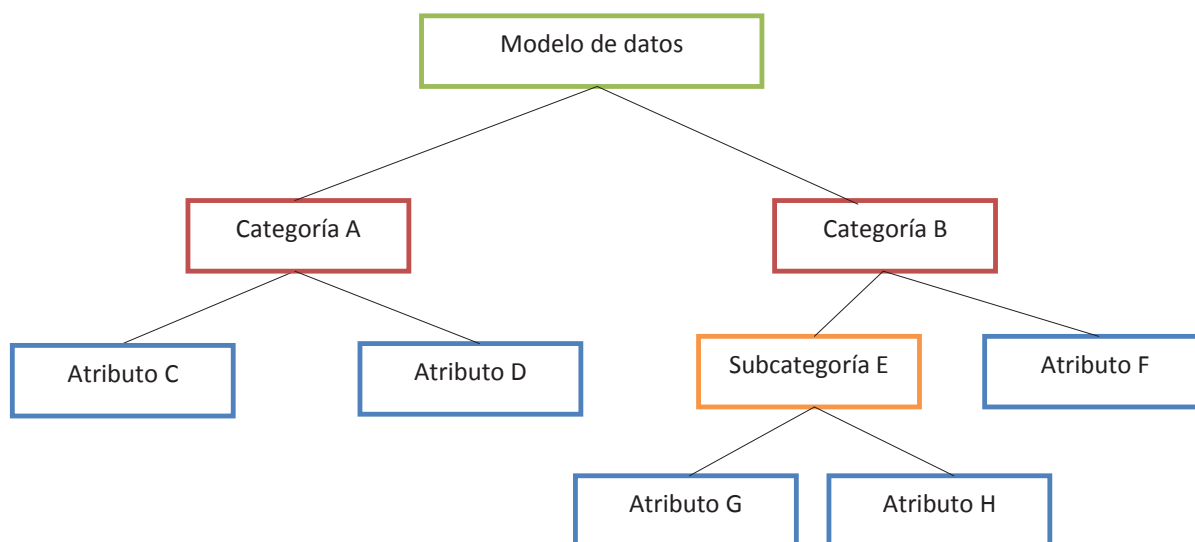 Modelo de datos
Categoría A
Categoría B
Atributo C
Atributo D
Subcategoría E
Atributo F
Atributo G
Atributo H